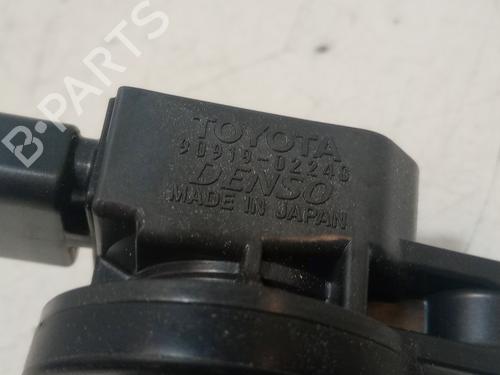 B-PARTS
TOYOTA
90919-02248
DENSO
MADE IN JAPAN